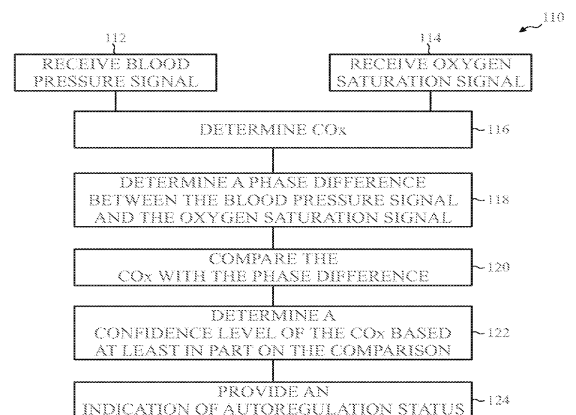 110
112
114
RECEIVE BLOOD
PRESSURE SIGNAL
RECEIVE OXYGEN
SATURATION SIGNAL
DETERMINE COx
116
DETERMINE A PHASE DIFFERENCE
BETWEEN THE BLOOD PRESSURE SIGNAL
AND THE OXYGEN SATURATION SIGNAL
118
COMPARE THE
COx WITH THE PHASE DIFFERENCE
120
DETERMINE A
CONFIDENCE LEVEL OF THE COx BASED
AT LEAST IN PART ON THE COMPARISON
122
PROVIDE AN
INDICATION OF AUTOREGULATION STATUS
124